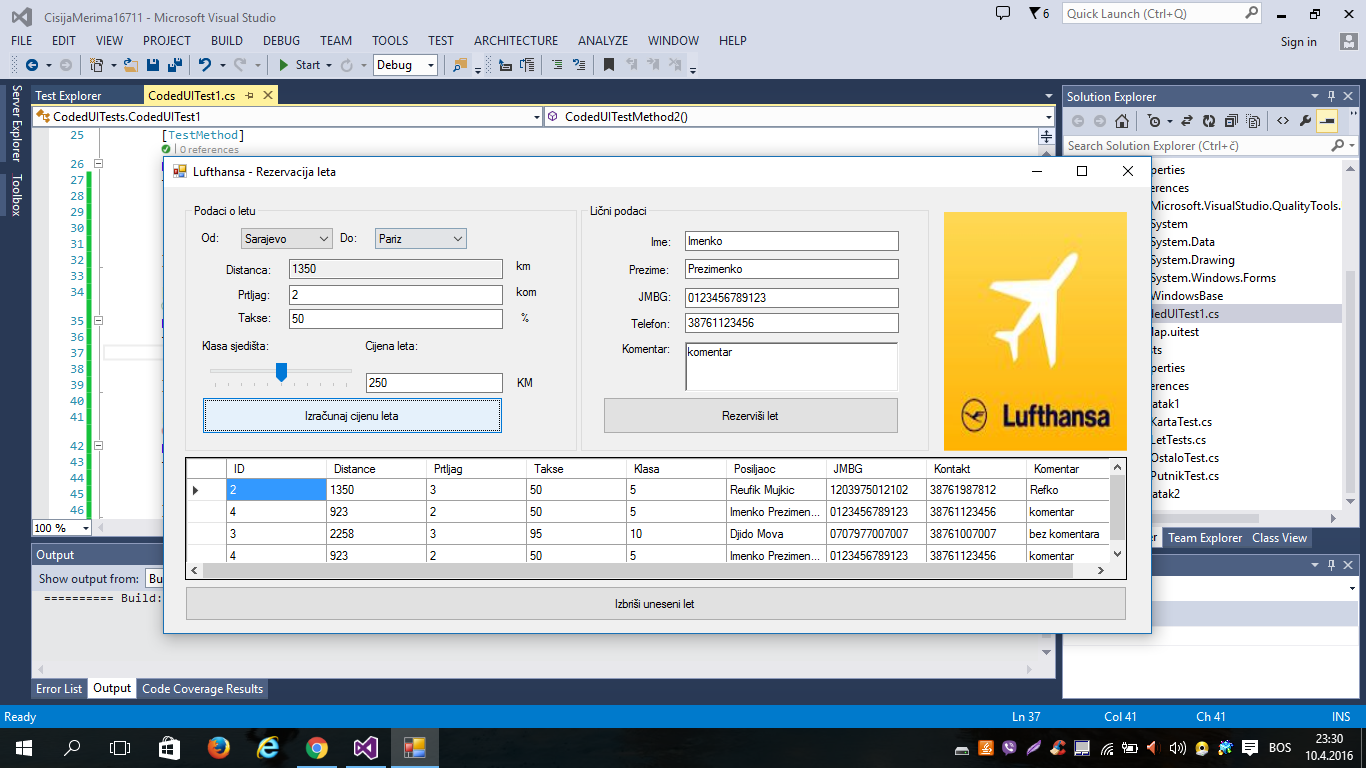 CisijaMerima16711 - Microsoft Visual Studio
6
Quick Launch (Ctrl+Q)
FILE EDIT VIEW PROJECT BUILD DEBUG TEAM TOOLS TEST ARCHITECTURE ANALYZE WINDOW HELP
Sign in
Start
Debug
Server Explorer
Toolbox
Test Explorer
CodedUITest1.cs
CodedUITests.CodedUITest1
CodedUITestMethod2()
25 [TestMethod]
0 references
26
27
28
29
30
31
32
33
34
35
36
37
38
39
40
41
42
43
44
45
46
100 %
Lufthansa - Rezervacija leta
Podaci o letu
Od: Sarajevo Do: Pariz
Distanca: 1350 km
Prtljag: 2 kom
Takse: 50 %
Klasa sjedišta: Cijena leta:
250 KM
Izračunaj cijenu leta
Lični podaci
Ime: Imenko
Prezime: Prezimenko
JMBG: 0123456789123
Telefon: 38761123456
Komentar: komentar
Rezerviši let
Lufthansa
ID Distance Prtljag Takse Klasa Posiljaoc JMBG Kontakt Komentar
2 1350 3 50 5 Reufik Mujkic 1203975012102 38761987812 Refko
4 923 2 50 5 Imenko Prezimen... 0123456789123 38761123456 komentar
3 2258 3 95 10 Djido Mova 0707977007007 38761007007 bez komentara
4 923 2 50 5 Imenko Prezimen... 0123456789123 38761123456 komentar
Izbriši uneseni let
Solution Explorer
Search Solution Explorer (Ctrl+č)
perties
erences
Microsoft.VisualStudio.QualityTools.
System
System.Data
System.Drawing
System.Windows.Forms
WindowsBase
dedUITest1.cs
ap.uitest
sts
perties
erences
atak1
KartaTest.cs
LetTests.cs
OstaloTest.cs
PutnikTest.cs
atak2
er Team Explorer Class View
Output
Show output from: Bu
========== Build:
Error List Output Code Coverage Results
Ready
Ln 37 Col 41 Ch 41 INS
BOS
23:30
10.4.2016